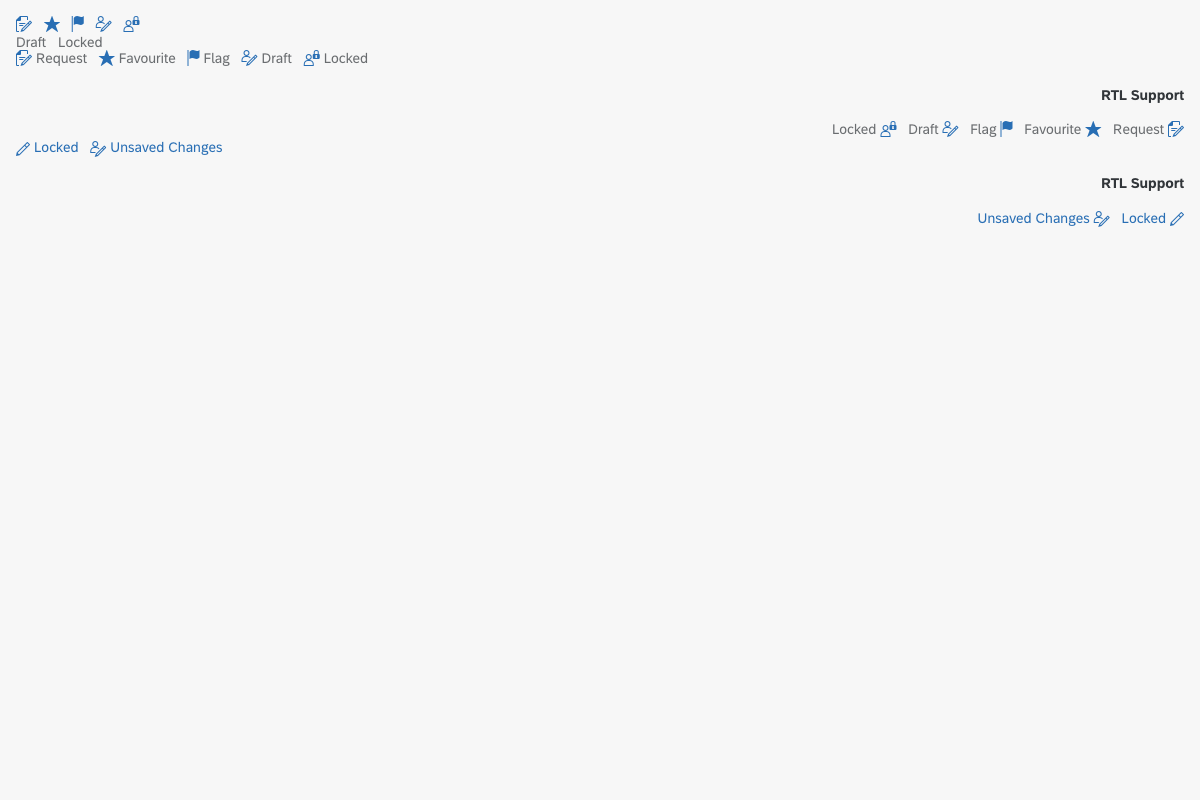 Draft Locked
Request Favourite Flag Draft Locked
RTL Support
Locked Draft Flag Favourite Request
Locked Unsaved Changes
RTL Support
Unsaved Changes Locked